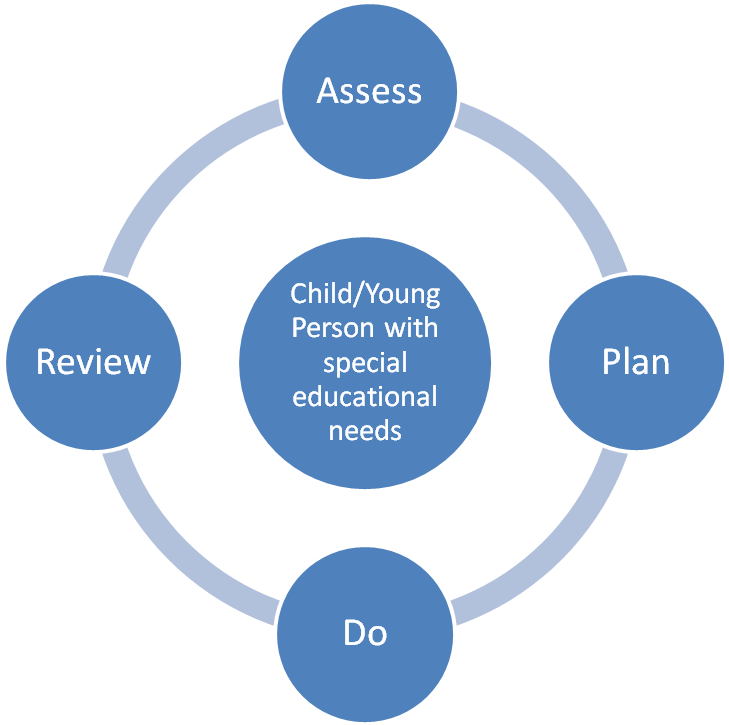 Assess
Child/Young
Person with
special
educational
needs
Review
Plan
Do